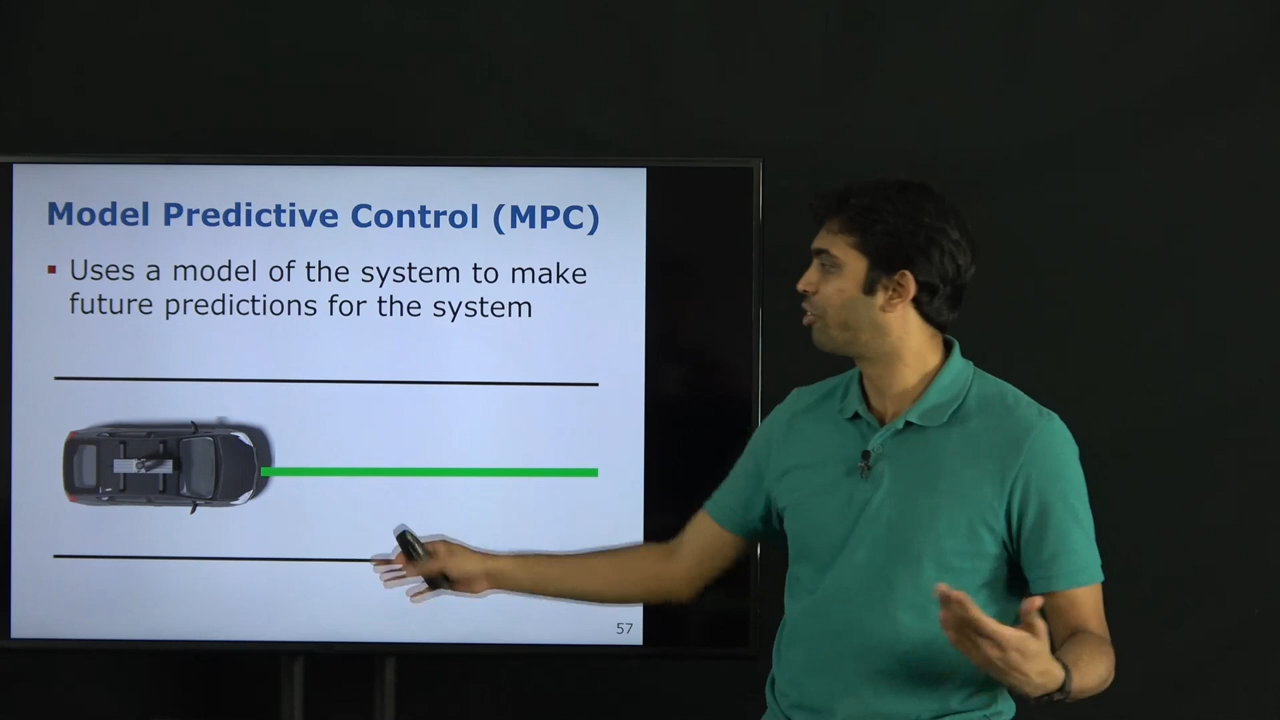 Model Predictive Control (MPC)
Uses a model of the system to make
future predictions for the system
57